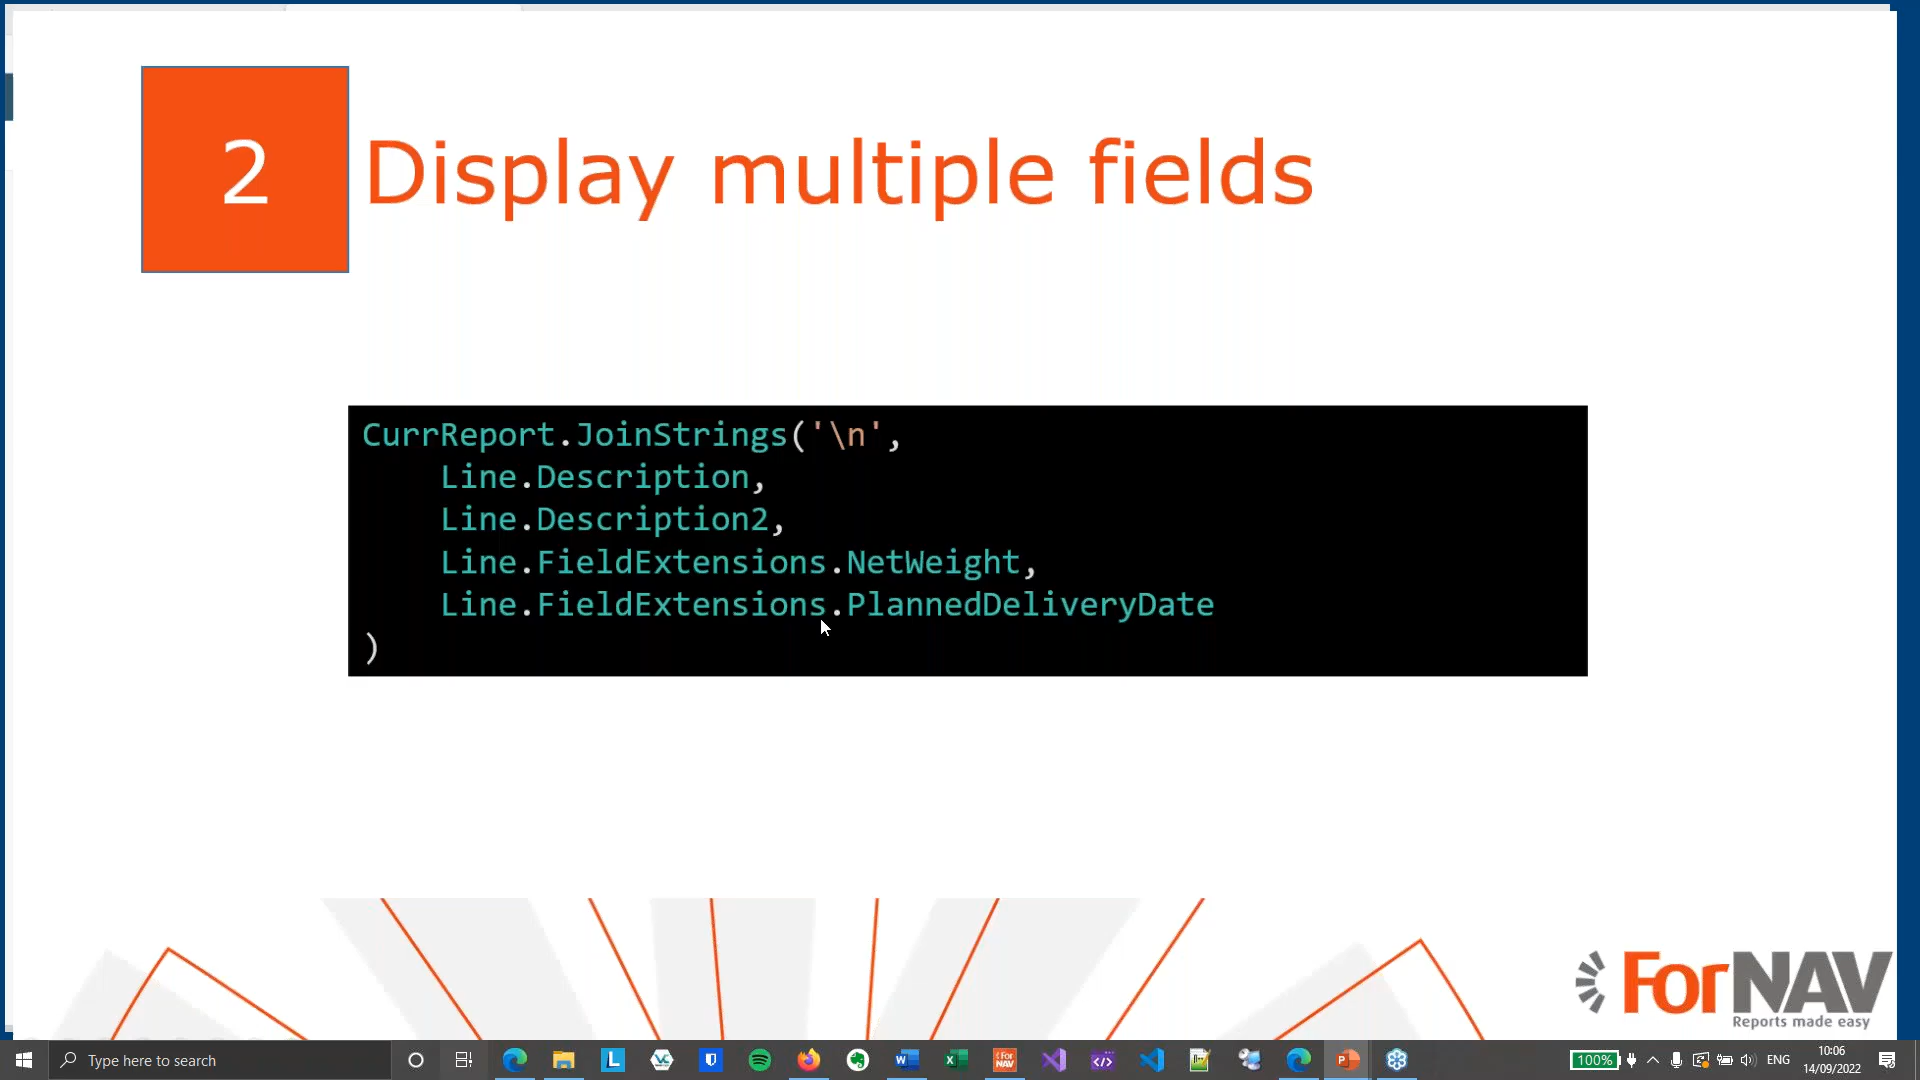 2
Display multiple fields
CurrReport.JoinStrings('\n',
    Line.Description,
    Line.Description2,
    Line.FieldExtensions.NetWeight,
    Line.FieldExtensions.PlannedDeliveryDate
)
ForNAV
Reports made easy
Type here to search
100%
ENG
10:06
14/09/2022